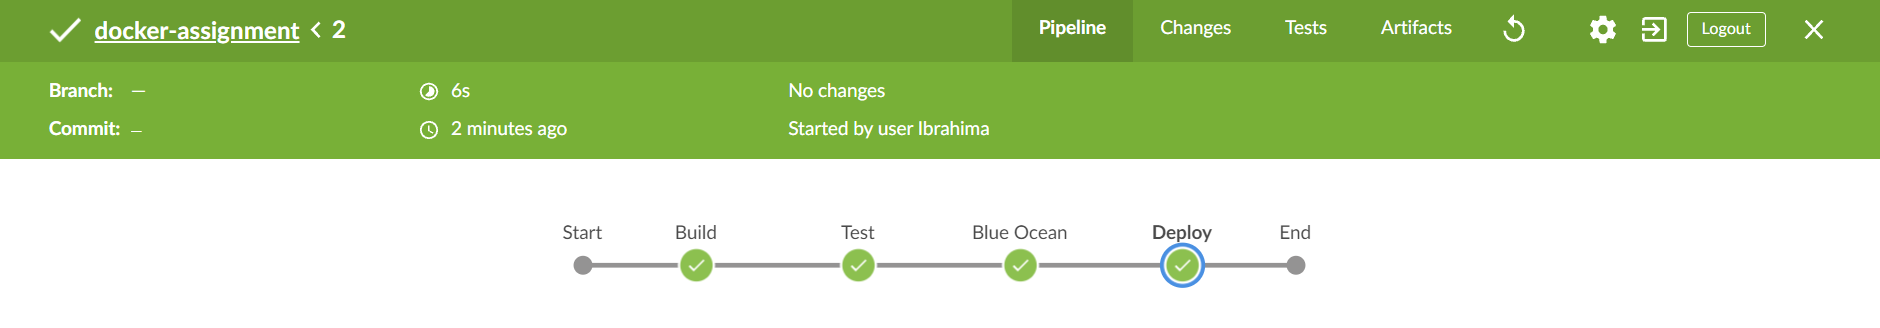 docker-assignment < 2
Pipeline
Changes
Tests
Artifacts
Logout
Branch: —
6s
No changes
Commit: —
2 minutes ago
Started by user Ibrahima
Start
Build
Test
Blue Ocean
Deploy
End